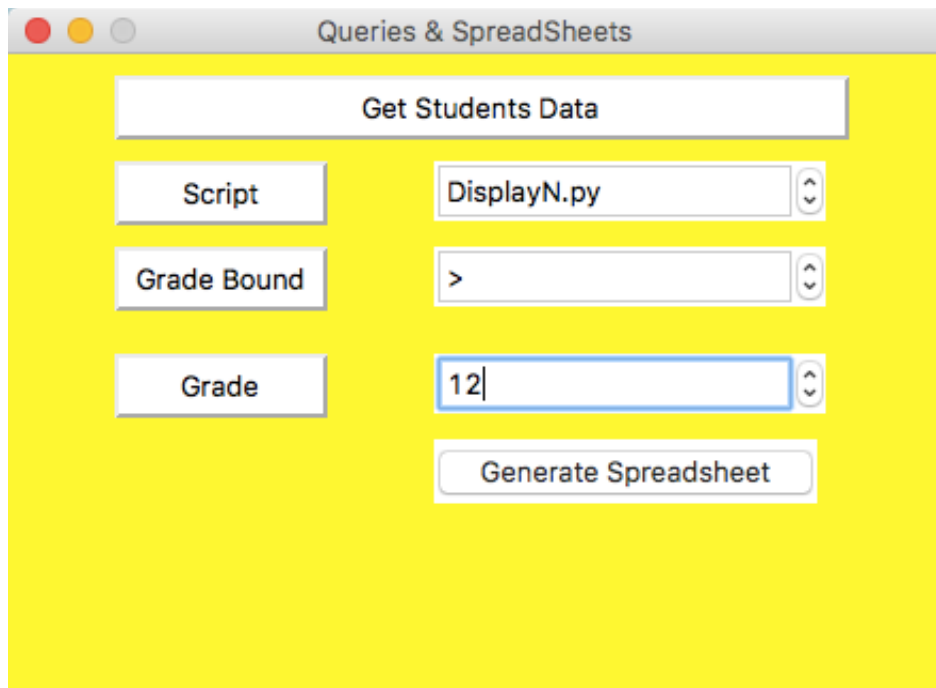 Queries & SpreadSheets
Get Students Data
Script DisplayN.py
Grade Bound >
Grade 12
Generate Spreadsheet